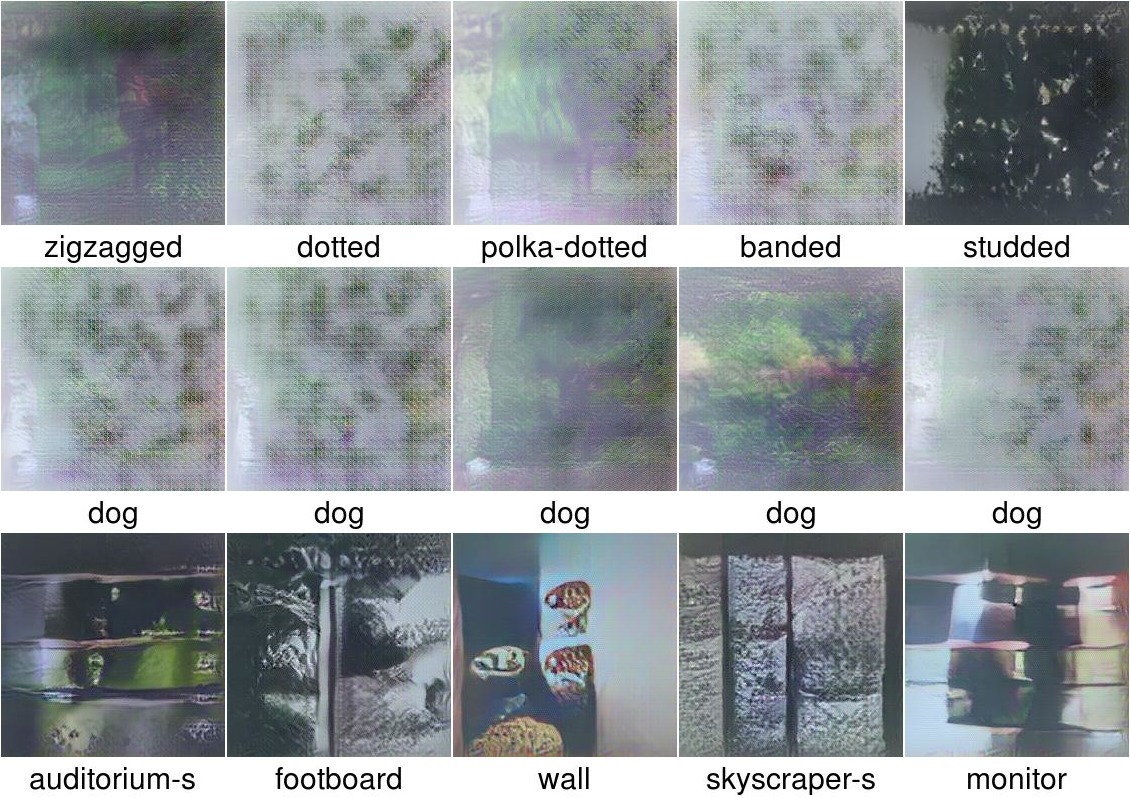 zigzagged dotted polka-dotted banded studded
dog dog dog dog dog
auditorium-s footboard wall skyscraper-s monitor